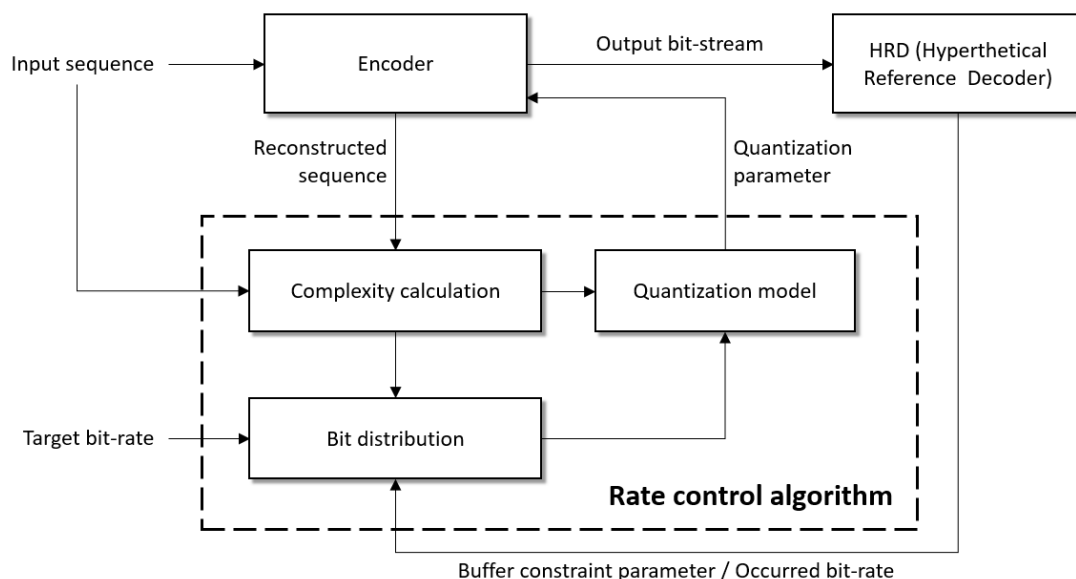 Input sequence
Encoder
Output bit-stream
HRD (Hyperthetical
Reference Decoder)
Reconstructed
sequence
Quantization
parameter
Complexity calculation
Quantization model
Target bit-rate
Bit distribution
Rate control algorithm
Buffer constraint parameter / Occurred bit-rate